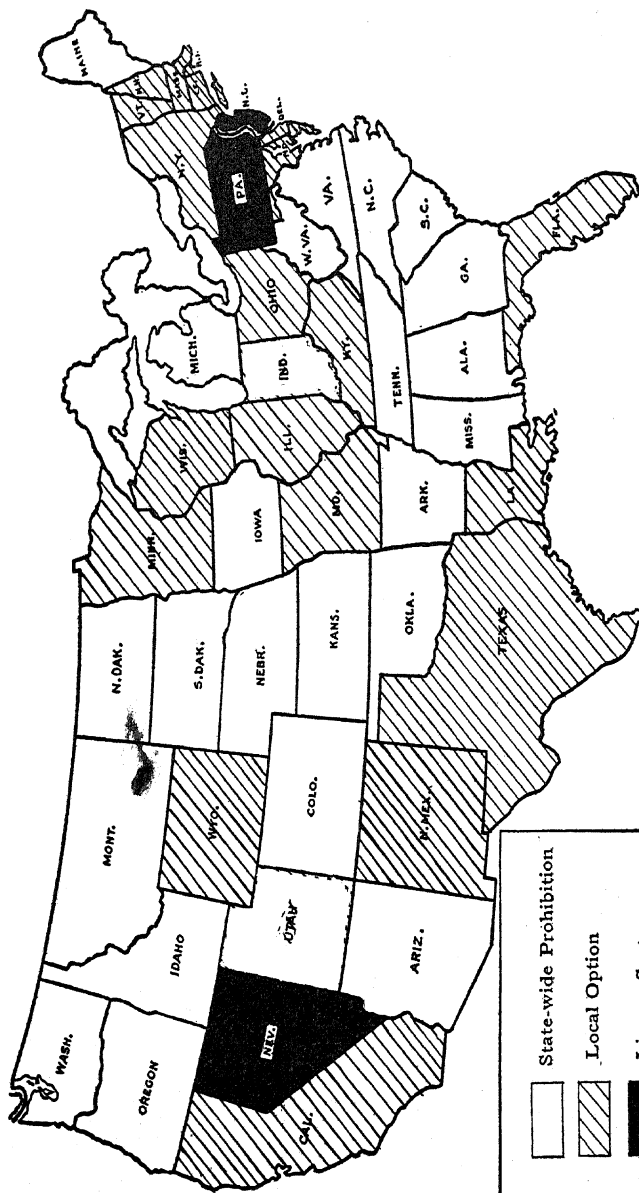 WASH.
OREGON
CAL.
NEV.
IDAHO
MONT.
WYO.
UTAH
ARIZ.
COLO.
N.MEX.
N.DAK.
S.DAK.
NEBR.
KANS.
OKLA.
TEXAS
MINN.
IOWA
MO.
ARK.
LA.
WIS.
ILL.
MICH.
IND.
OHIO
KY.
TENN.
MISS.
ALA.
GA.
FLA.
S.C.
N.C.
VA.
W.VA.
PA.
N.Y.
VT.
N.H.
MAINE
MASS.
R.I.
DEL.
State-wide Prohibition
Local Option